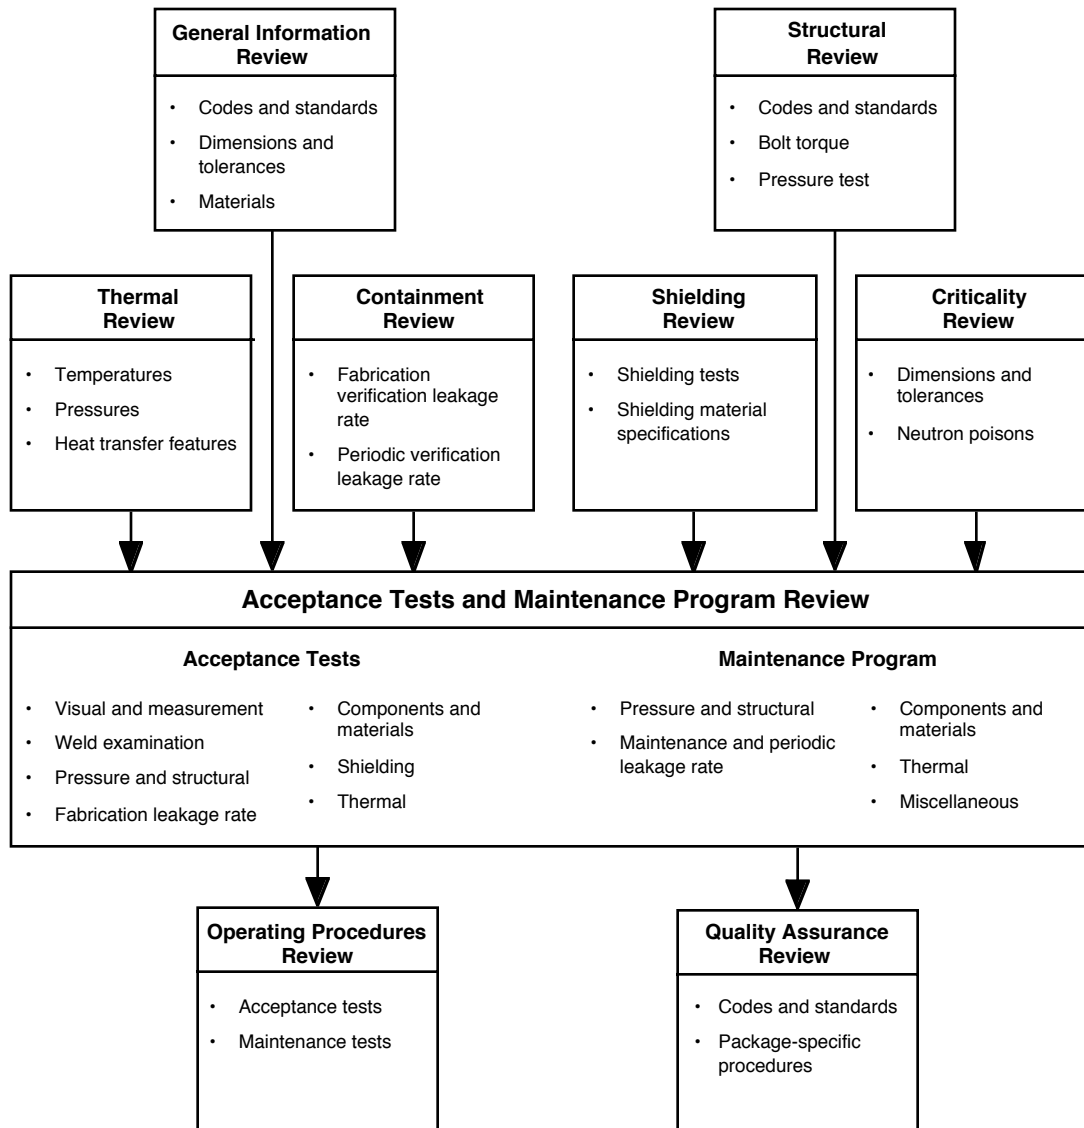 General Information
Review
• Codes and standards
• Dimensions and
tolerances
• Materials
Structural
Review
• Codes and standards
• Bolt torque
• Pressure test
Thermal
Review
• Temperatures
• Pressures
• Heat transfer features
Containment
Review
• Fabrication
verification leakage
rate
• Periodic verification
leakage rate
Shielding
Review
• Shielding tests
• Shielding material
specifications
Criticality
Review
• Dimensions and
tolerances
• Neutron poisons
Acceptance Tests and Maintenance Program Review
Acceptance Tests
• Visual and measurement
• Weld examination
• Pressure and structural
• Fabrication leakage rate
• Components and
materials
• Shielding
• Thermal
Maintenance Program
• Pressure and structural
• Maintenance and periodic
leakage rate
• Components and
materials
• Thermal
• Miscellaneous
Operating Procedures
Review
• Acceptance tests
• Maintenance tests
Quality Assurance
Review
• Codes and standards
• Package-specific
procedures